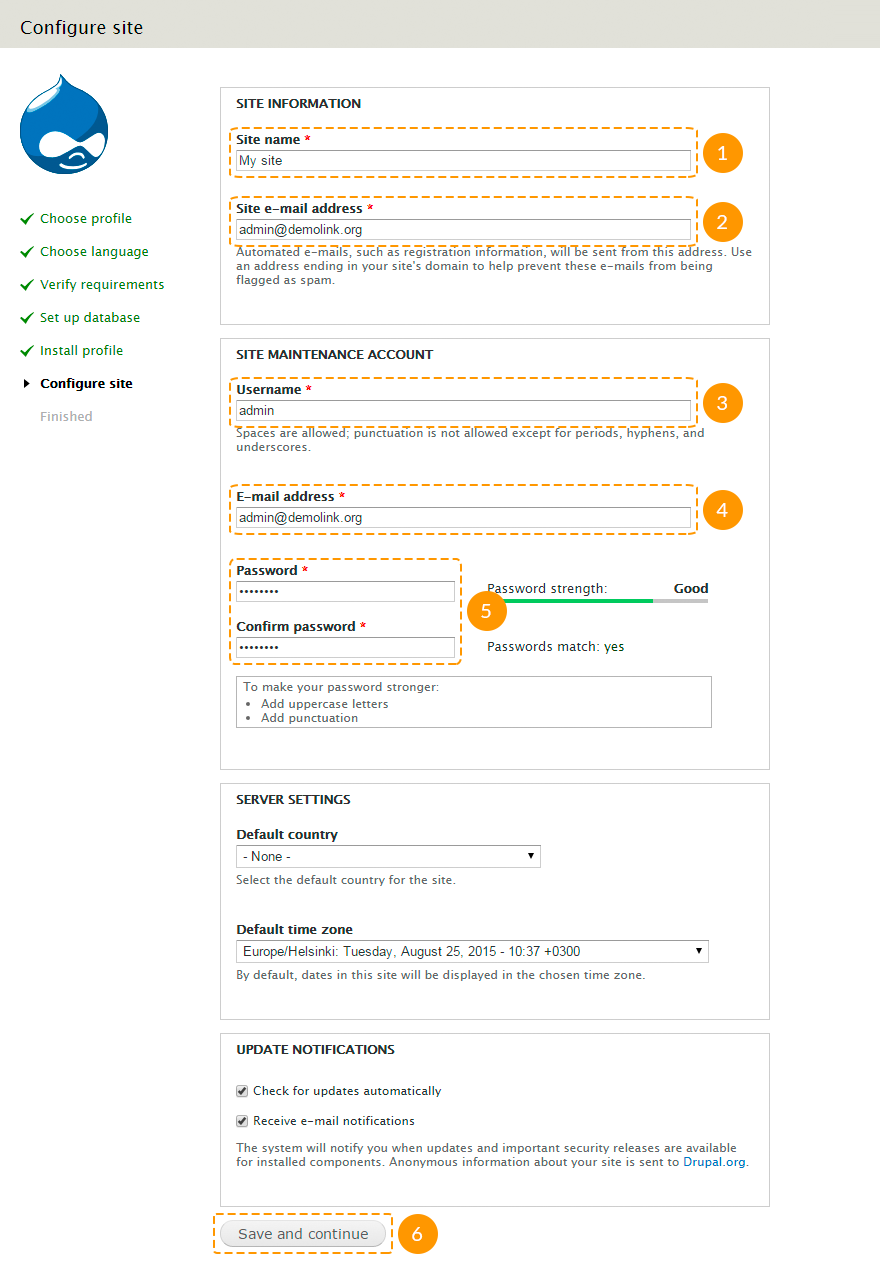 Configure site
Choose profile
Choose language
Verify requirements
Set up database
Install profile
Configure site
Finished
SITE INFORMATION
Site name *
My site
1
Site e-mail address *
admin@demolink.org
2
Automated e-mails, such as registration information, will be sent from this address. Use
an address ending in your site's domain to help prevent these e-mails from being
flagged as spam.
SITE MAINTENANCE ACCOUNT
Username *
admin
3
Spaces are allowed; punctuation is not allowed except for periods, hyphens, and
underscores.
E-mail address *
admin@demolink.org
4
Password *
••••••••
Password strength: Good
5
Confirm password *
••••••••
Passwords match: yes
To make your password stronger:
• Add uppercase letters
• Add punctuation
SERVER SETTINGS
Default country
- None -
Select the default country for the site.
Default time zone
Europe/Helsinki: Tuesday, August 25, 2015 - 10:37 +0300
By default, dates in this site will be displayed in the chosen time zone.
UPDATE NOTIFICATIONS
Check for updates automatically
Receive e-mail notifications
The system will notify you when updates and important security releases are available
for installed components. Anonymous information about your site is sent to Drupal.org.
Save and continue
6